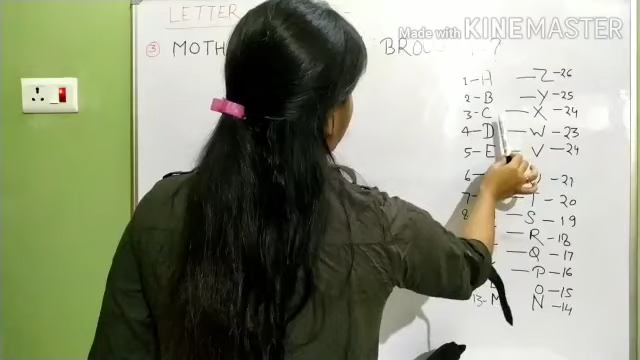 LETTER
Made with KINEMASTER
③ MOTH BROU ?
1-A — Z-26
2-B — Y-25
3-C — X-24
4-D — W-23
5-E — V-24
6- -21
7- T-20
8- — S-19
— R-18
— Q-17
— P-16
O-15
13-M N-14